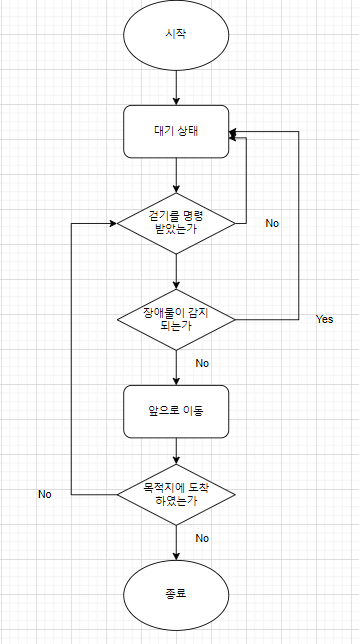 시작
대기 상태
걷기를 명령
받았는가
No
장애물이 감지
되는가
Yes
No
앞으로 이동
목적지에 도착
하였는가
No
No
종료